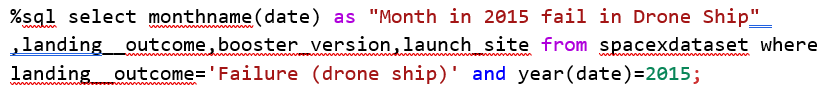 %sql select monthname(date) as "Month in 2015 fail in Drone Ship"
,landing__outcome,booster_version,launch_site from spacexdataset where
landing__outcome='Failure (drone ship)' and year(date)=2015;